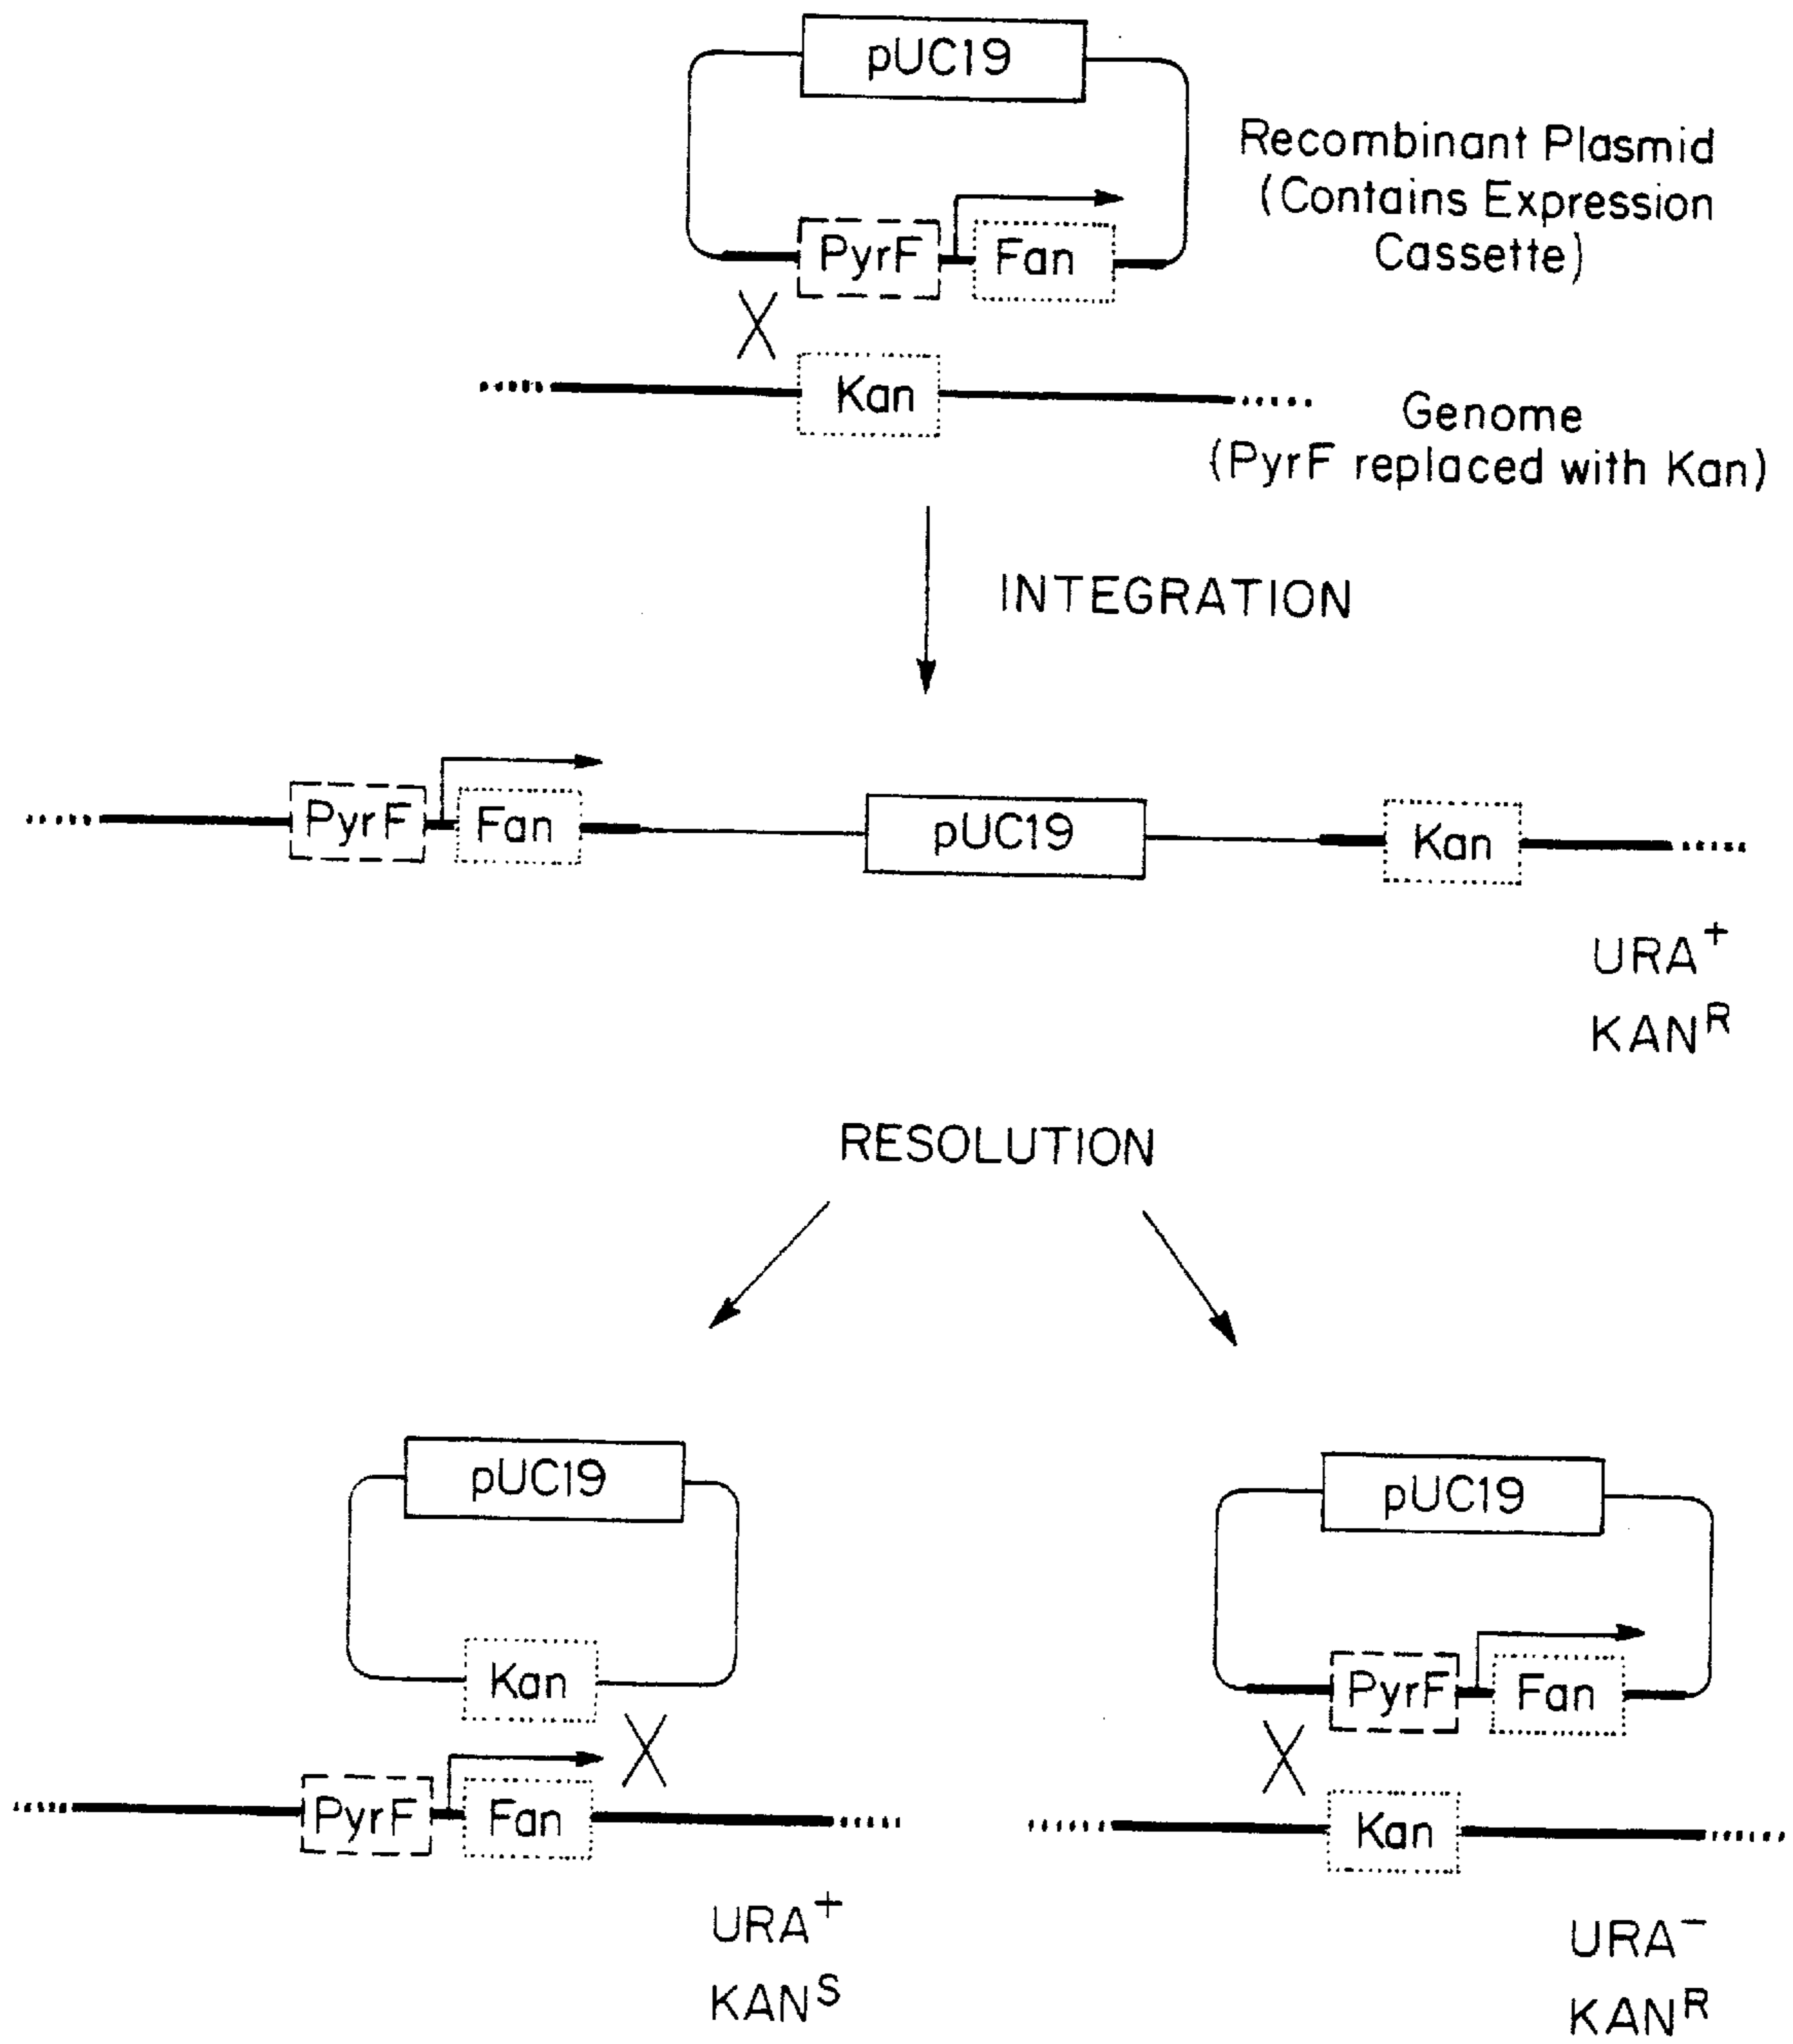 pUC19
Recombinant Plasmid
(Contains Expression
Cassette)
PyrF
Fan
X
Kan
Genome
(PyrF replaced with Kan)
INTEGRATION
PyrF
Fan
pUC19
Kan
URA+
KANR
RESOLUTION
pUC19
Kan
X
PyrF
Fan
URA+
KANS
pUC19
PyrF
Fan
X
Kan
URA−
KANR